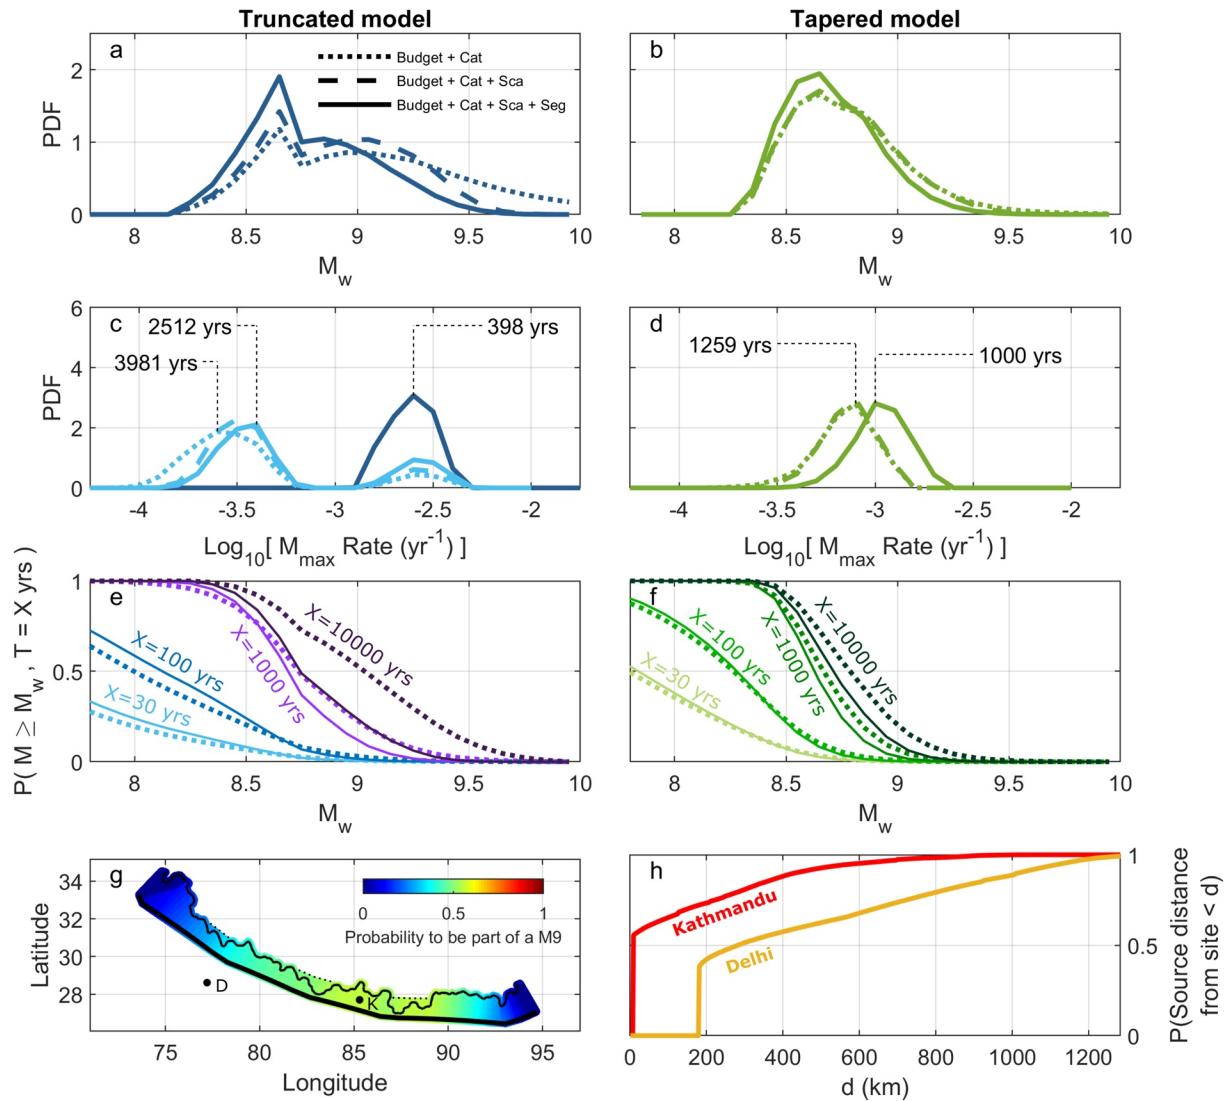 Truncated model
Tapered model
a
Budget + Cat
Budget + Cat + Sca
Budget + Cat + Sca + Seg
PDF
2
1
0
8
8.5
9
9.5
10
M_w
b
8
8.5
9
9.5
10
M_w
c
2512 yrs
398 yrs
3981 yrs
PDF
6
4
2
0
-4
-3.5
-3
-2.5
-2
Log10[ M_max Rate (yr^-1) ]
d
1259 yrs
1000 yrs
-4
-3.5
-3
-2.5
-2
Log10[ M_max Rate (yr^-1) ]
P( M ≥ M_w , T = X yrs )
e
1
0.5
0
X=10000 yrs
X=1000 yrs
X=100 yrs
X=30 yrs
8
8.5
9
9.5
10
M_w
f
X=10000 yrs
X=1000 yrs
X=100 yrs
X=30 yrs
8
8.5
9
9.5
10
M_w
g
Latitude
34
32
30
28
0
0.5
1
Probability to be part of a M9
D
K
75
80
85
90
95
Longitude
h
Kathmandu
Delhi
1
0.5
0
P(Source distance
from site < d)
0
200
400
600
800
1000
1200
d (km)